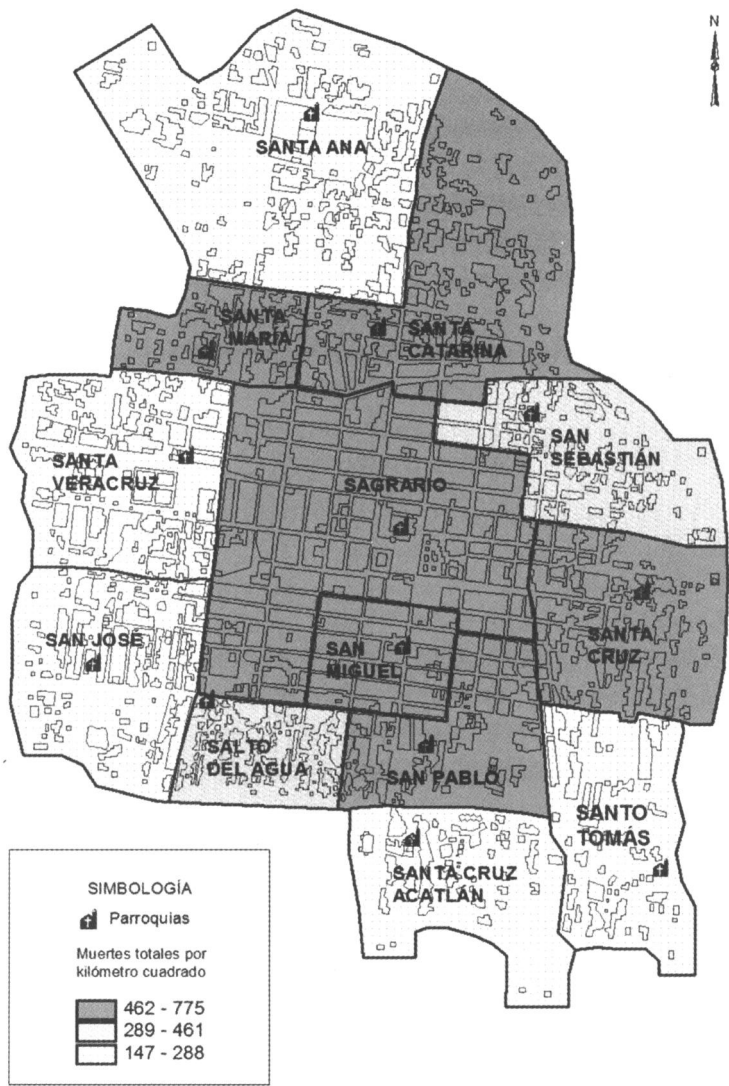 N
SANTA ANA
SANTA
MARÍA
SANTA
CATARINA
SANTA
VERACRUZ
SAGRARIO
SAN
SEBASTIÁN
SAN JOSÉ
SAN
MIGUEL
SANTA
CRUZ
SALTO
DEL AGUA
SAN PABLO
SANTO
TOMÁS
SANTA CRUZ
ACATLÁN
SIMBOLOGÍA
Parroquias
Muertes totales por
kilómetro cuadrado
462 - 775
289 - 461
147 - 288